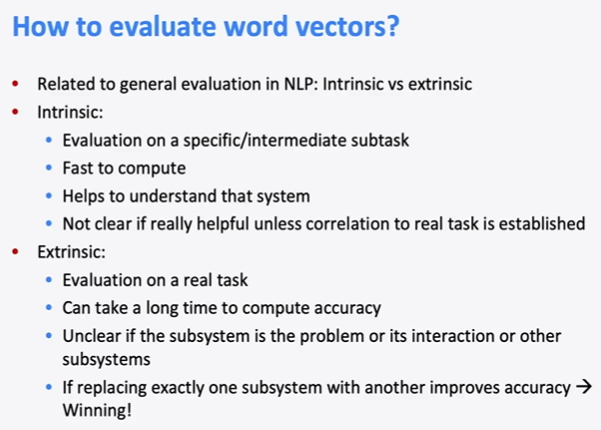 How to evaluate word vectors?
• Related to general evaluation in NLP: Intrinsic vs extrinsic
• Intrinsic:
• Evaluation on a specific/intermediate subtask
• Fast to compute
• Helps to understand that system
• Not clear if really helpful unless correlation to real task is established
• Extrinsic:
• Evaluation on a real task
• Can take a long time to compute accuracy
• Unclear if the subsystem is the problem or its interaction or other
subsystems
• If replacing exactly one subsystem with another improves accuracy →
Winning!